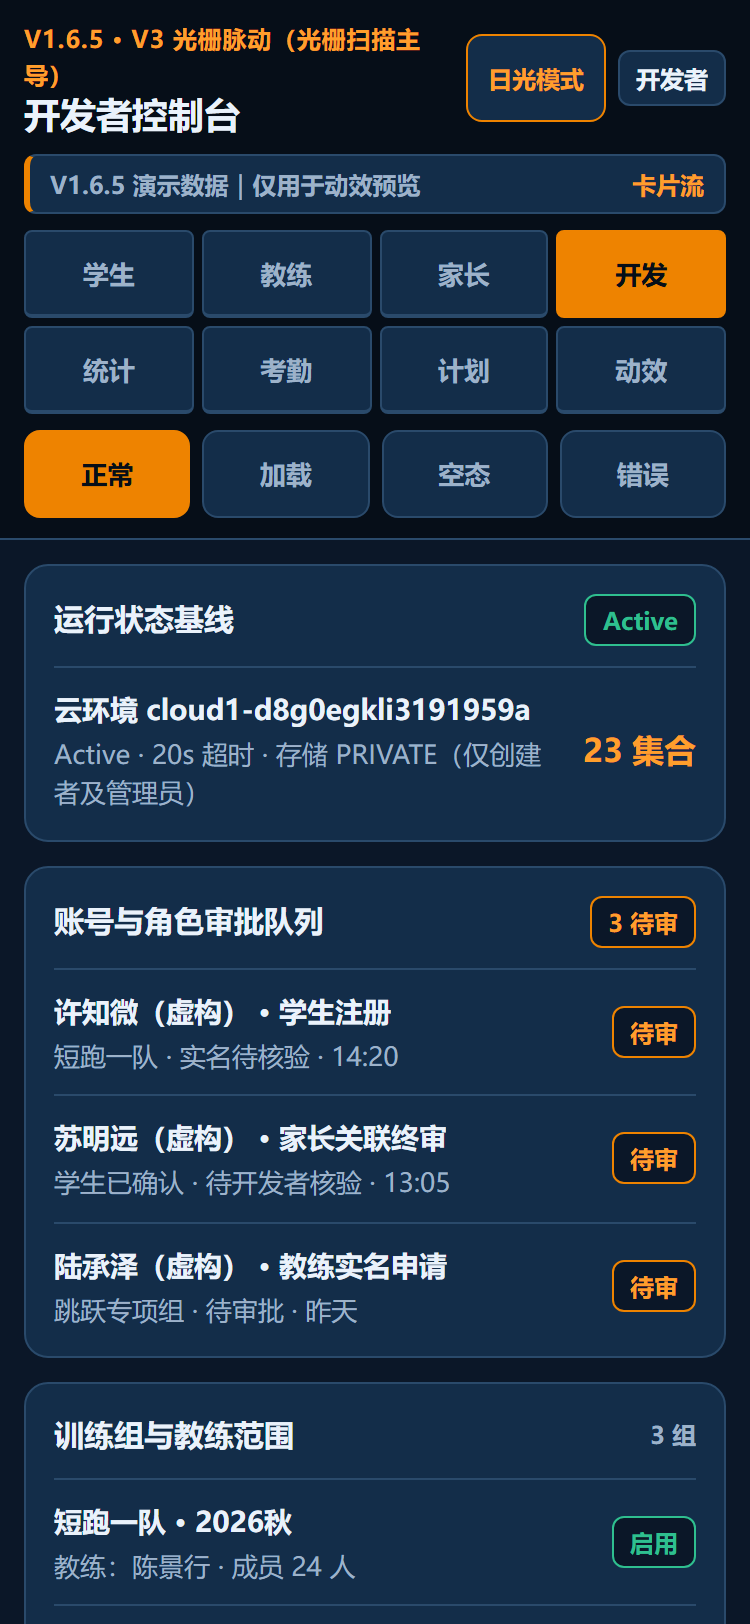 V1.6.5 • V3 光栅脉动（光栅扫描主
导）
开发者控制台
日光模式
开发者
V1.6.5 演示数据 | 仅用于动效预览
卡片流
学生
教练
家长
开发
统计
考勤
计划
动效
正常
加载
空态
错误
运行状态基线
Active
云环境 cloud1-d8g0egkli3191959a
Active · 20s 超时 · 存储 PRIVATE（仅创建
者及管理员）
23 集合
账号与角色审批队列
3 待审
许知微（虚构） • 学生注册
短跑一队 · 实名待核验 · 14:20
待审
苏明远（虚构） • 家长关联终审
学生已确认 · 待开发者核验 · 13:05
待审
陆承泽（虚构） • 教练实名申请
跳跃专项组 · 待审批 · 昨天
待审
训练组与教练范围
3 组
短跑一队 • 2026秋
教练：陈景行 · 成员 24 人
启用